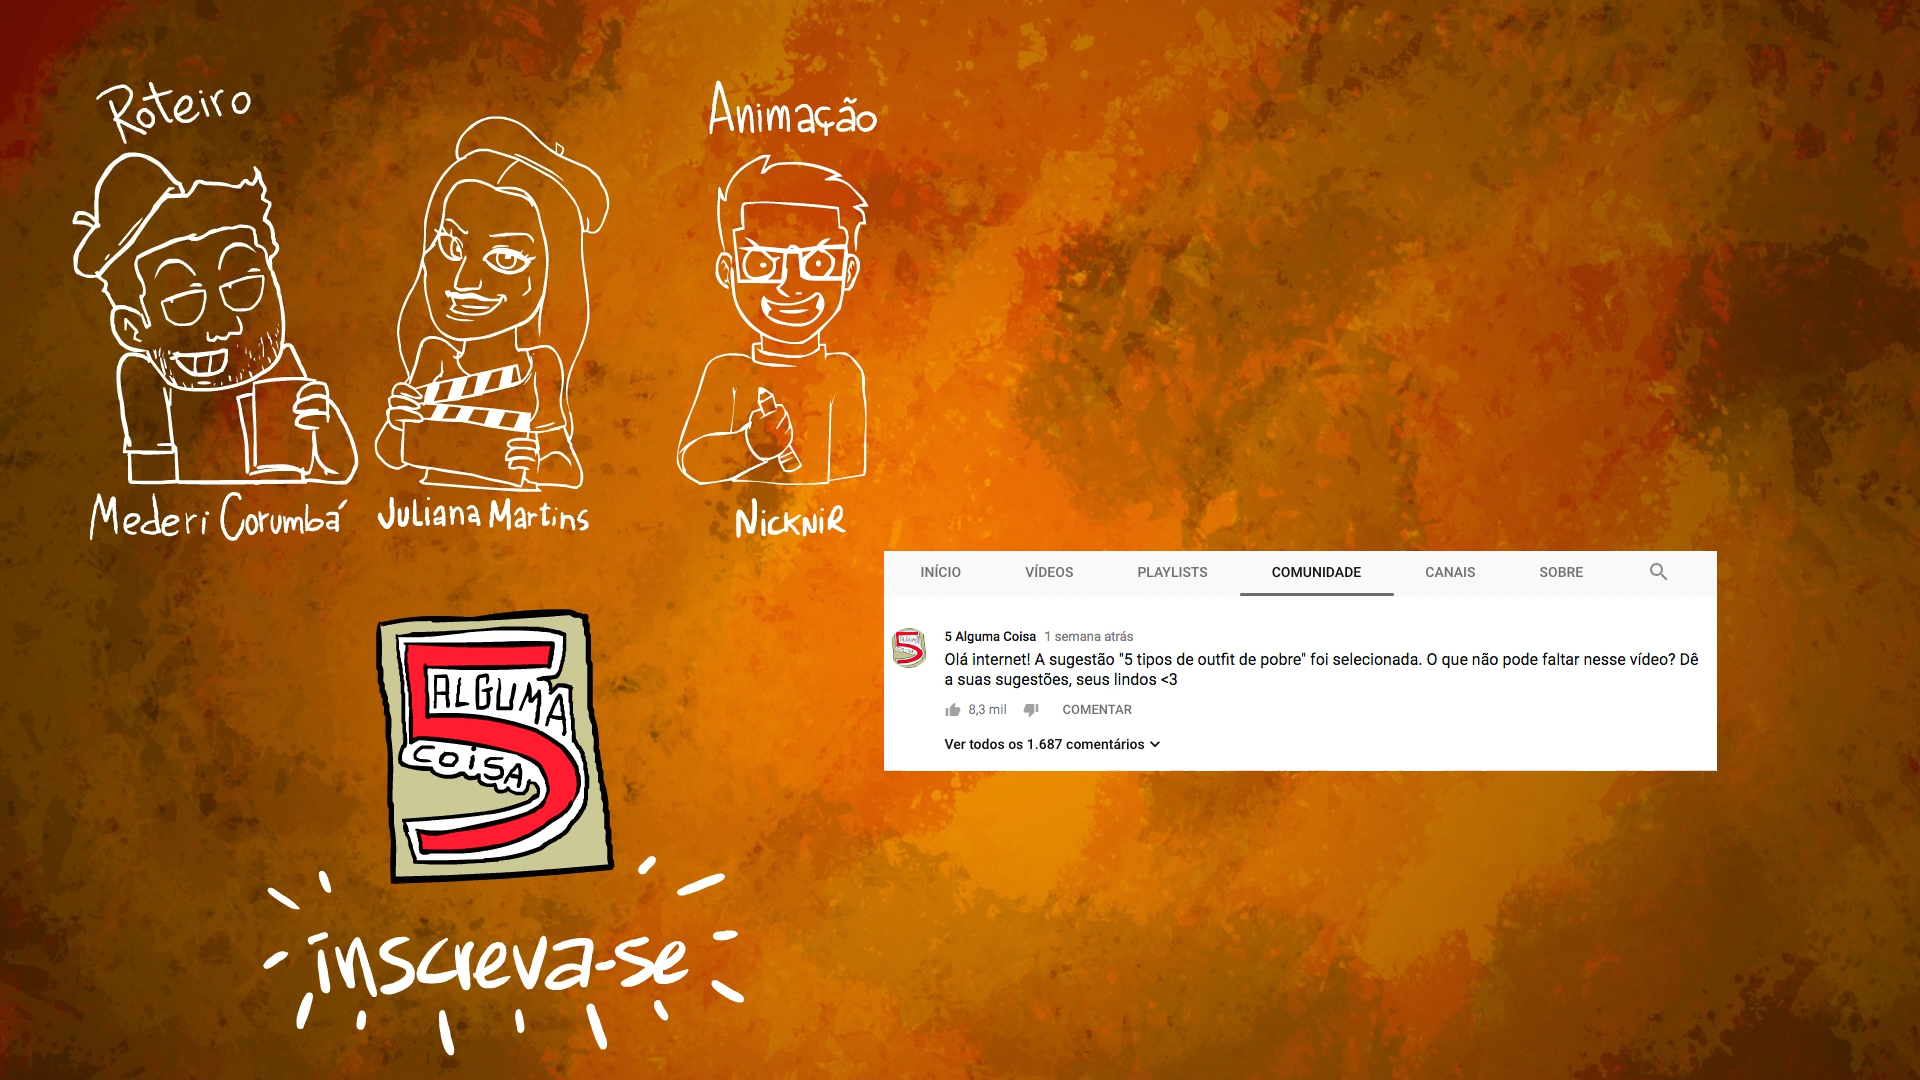 Roteiro
Animação
Mederi Corumbá
Juliana Martins
NickNiR
5 ALGUMA
COISA
inscreva-se
INÍCIO VÍDEOS PLAYLISTS COMUNIDADE CANAIS SOBRE
5 Alguma Coisa 1 semana atrás
Olá internet! A sugestão "5 tipos de outfit de pobre" foi selecionada. O que não pode faltar nesse vídeo? Dê
a suas sugestões, seus lindos <3
8,3 mil COMENTAR
Ver todos os 1.687 comentários